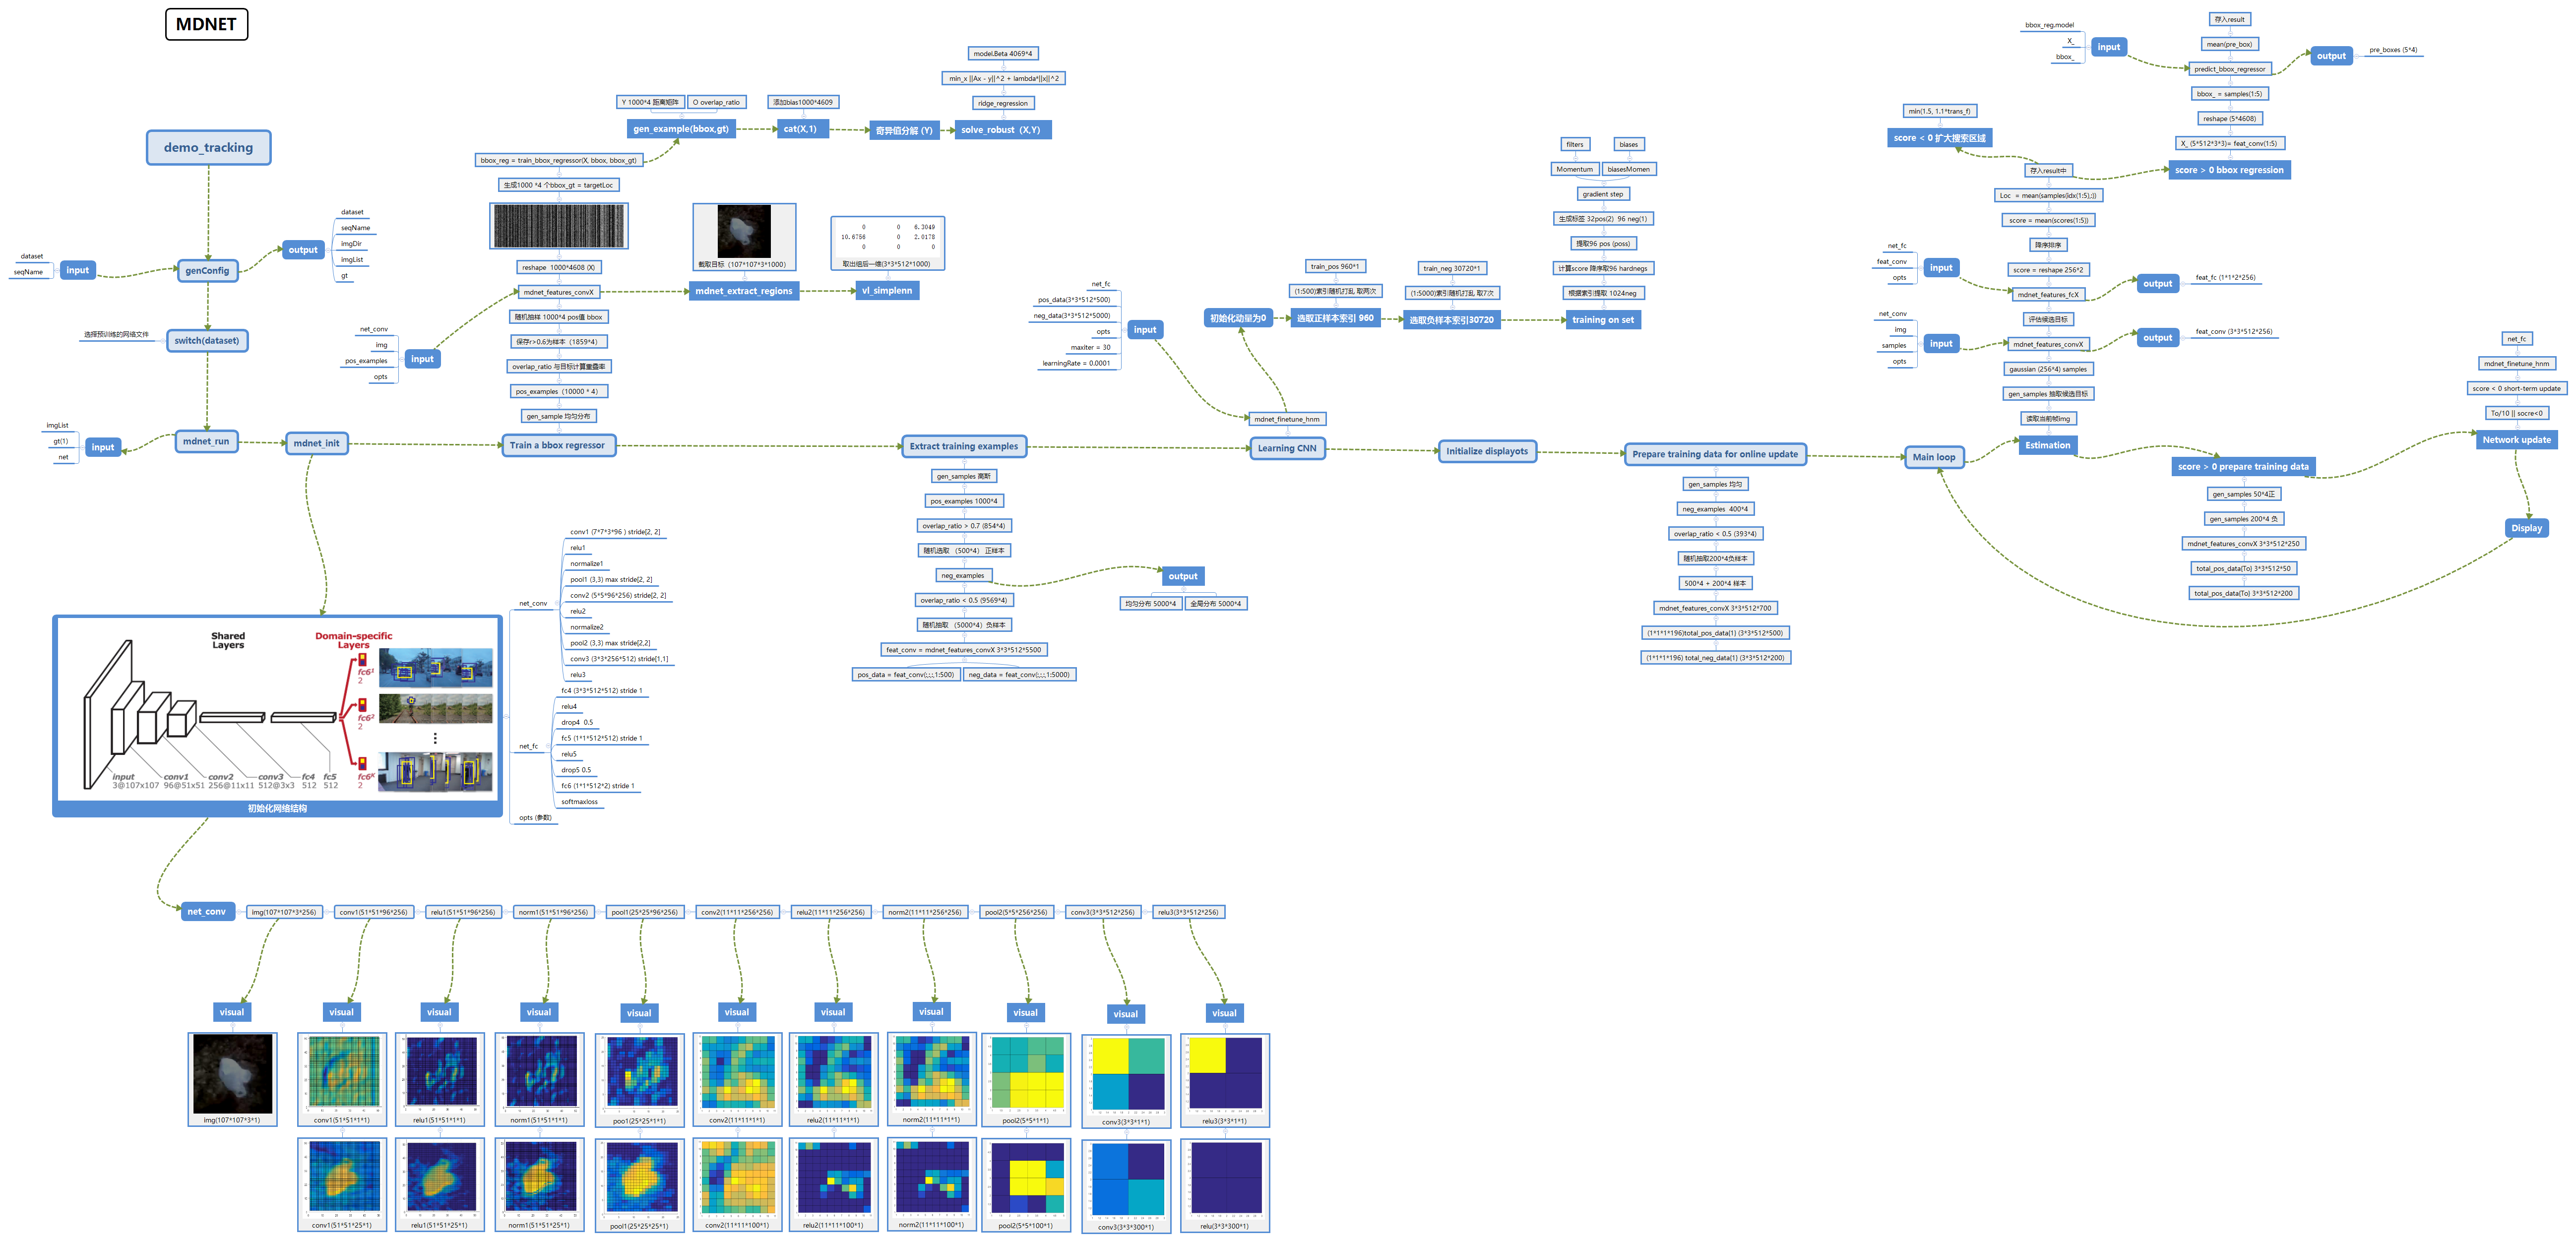 MDNET
demo_tracking
dataset
seqName
input
genConfig
output
dataset
seqName
imgDir
imgList
gt
选择预训练的网络文件
switch(dataset)
imgList
gt(1)
net
input
mdnet_run
mdnet_init
Train a bbox regressor
Extract training examples
Learning CNN
Initialize displayots
Prepare training data for online update
Main loop
Estimation
score > 0 prepare training data
Network update
Display
model.Beta 4069*4
min_x ||Ax - y||^2 + lambda*||x||^2
ridge_regression
Y 1000*4 距离矩阵
O overlap_ratio
添加bias1000*4609
gen_example(bbox,gt)
cat(X,1)
奇异值分解 (Y)
solve_robust（X,Y）
bbox_reg = train_bbox_regressor(X, bbox, bbox_gt)
生成1000 *4 个bbox_gt = targetLoc
reshape 1000*4608 (X)
mdnet_features_convX
随机抽样 1000*4 pos值 bbox
保存r>0.6为样本（1859*4）
overlap_ratio 与目标计算重叠率
pos_examples（10000 * 4）
gen_sample 均匀分布
net_conv
img
pos_examples
opts
input
截取目标（107*107*3*1000）
mdnet_extract_regions
0 0 6.3049
10.6756 0 2.0178
0 0 0
取出组后一维(3*3*512*1000)
vl_simplenn
net_fc
pos_data(3*3*512*500)
neg_data(3*3*512*5000)
opts
maxiter = 30
learningRate = 0.0001
input
mdnet_finetune_hnm
初始化动量为0
train_pos 960*1
(1:500)索引随机打乱 取两次
选取正样本索引 960
train_neg 30720*1
(1:5000)索引随机打乱 取7次
选取负样本索引30720
filters
biases
Momentum
biasesMomen
gradient step
生成标签 32pos(2) 96 neg(1)
提取96 pos (poss)
计算score 降序取96 hardnegs
根据索引提取 1024neg
training on set
gen_samples 高斯
pos_examples 1000*4
overlap_ratio > 0.7 (854*4)
随机选取 （500*4） 正样本
neg_examples
overlap_ratio < 0.5 (9569*4)
随机抽取 （5000*4）负样本
feat_conv = mdnet_features_convX 3*3*512*5500
pos_data = feat_conv(:,:,:,1:500)
neg_data = feat_conv(:,:,:,1:5000)
output
均匀分布 5000*4
全局分布 5000*4
gen_samples 均匀
neg_examples 400*4
overlap_ratio < 0.5 (393*4)
随机抽取200*4负样本
500*4 + 200*4 样本
mdnet_features_convX 3*3*512*700
(1*1*1*196)total_pos_data(1) (3*3*512*500)
(1*1*1*196) total_neg_data(1) (3*3*512*200)
存入result
mean(pre_box)
predict_bbox_regressor
bbox_ = samples(1:5)
reshape (5*4608)
X_ (5*512*3*3)= feat_conv(1:5)
score > 0 bbox regression
bbox_reg.model
X_
bbox_
input
output
pre_boxes (5*4)
min(1.5, 1.1*trans_f)
score < 0 扩大搜索区域
存入result中
Loc = mean(samples(idx(1:5),:))
score = mean(scores(1:5))
降序排序
score = reshape 256*2
mdnet_features_fcX
评估候选目标
mdnet_features_convX
gaussian (256*4) samples
gen_samples 抽取候选目标
读取当前帧img
net_fc
feat_conv
opts
input
output
feat_fc (1*1*2*256)
net_conv
img
samples
opts
input
output
feat_conv (3*3*512*256)
gen_samples 50*4正
gen_samples 200*4 负
mdnet_features_convX 3*3*512*250
total_pos_data(To) 3*3*512*50
total_pos_data(To) 3*3*512*200
net_fc
mdnet_finetune_hnm
score < 0 short-term update
To/10 || socre<0
Shared
Layers
Domain-specific
Layers
fc6¹
2
fc6²
2
fc6ᴷ
2
input
3@107x107
conv1
96@51x51
conv2
256@11x11
conv3
512@3x3
fc4
512
fc5
512
初始化网络结构
net_conv
conv1 (7*7*3*96 ) stride[2, 2]
relu1
normalize1
pool1 (3,3) max stride[2, 2]
conv2 (5*5*96*256) stride[2, 2]
relu2
normalize2
pool2 (3,3) max stride[2,2]
conv3 (3*3*256*512) stride[1,1]
relu3
net_fc
fc4 (3*3*512*512) stride 1
relu4
drop4 0.5
fc5 (1*1*512*512) stride 1
relu5
drop5 0.5
fc6 (1*1*512*2) stride 1
softmaxloss
opts (参数)
net_conv
img(107*107*3*256)
conv1(51*51*96*256)
relu1(51*51*96*256)
norm1(51*51*96*256)
pool1(25*25*96*256)
conv2(11*11*256*256)
relu2(11*11*256*256)
norm2(11*11*256*256)
pool2(5*5*256*256)
conv3(3*3*512*256)
relu3(3*3*512*256)
visual
visual
visual
visual
visual
visual
visual
visual
visual
visual
visual
img(107*107*3*1)
conv1(51*51*1*1)
relu1(51*51*1*1)
norm1(51*51*1*1)
poo1(25*25*1*1)
conv2(11*11*1*1)
relu2(11*11*1*1)
norm2(11*11*1*1)
pool2(5*5*1*1)
conv3(3*3*1*1)
relu3(3*3*1*1)
conv1(51*51*25*1)
relu1(51*51*25*1)
norm1(51*51*25*1)
pool1(25*25*25*1)
conv2(11*11*100*1)
relu2(11*11*100*1)
norm2(11*11*100*1)
pool2(5*5*100*1)
conv3(3*3*300*1)
relu(3*3*300*1)